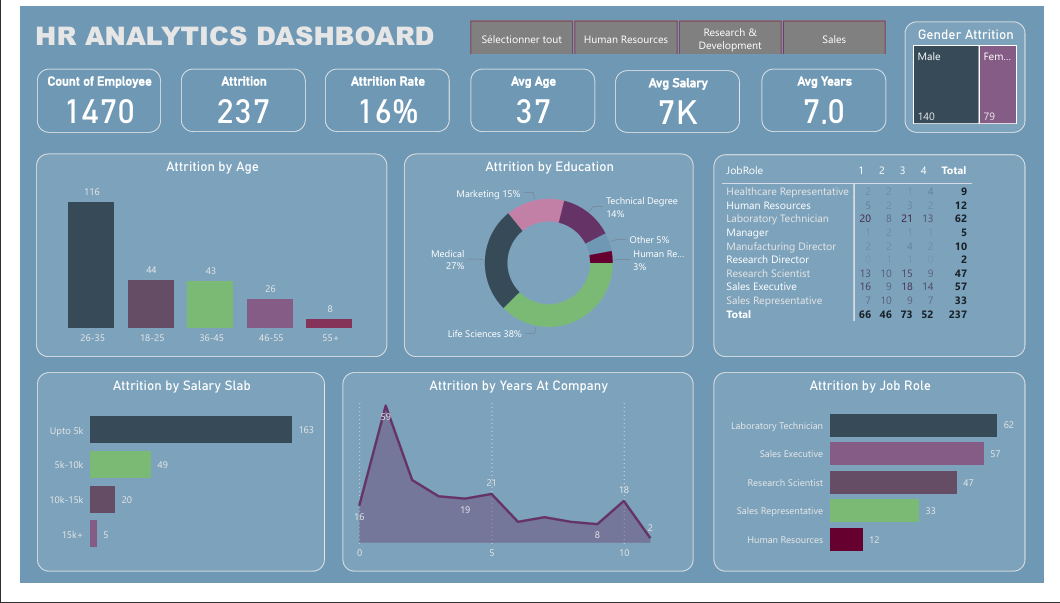 HR ANALYTICS DASHBOARD
Sélectionner tout
Human Resources
Research &
Development
Sales
Gender Attrition
Male
Fem...
140
79
Count of Employee
1470
Attrition
237
Attrition Rate
16%
Avg Age
37
Avg Salary
7K
Avg Years
7.0
Attrition by Age
116
44
43
26
8
26-35
18-25
36-45
46-55
55+
Attrition by Education
Marketing 15%
Technical Degree
14%
Other 5%
Human Re...
3%
Medical
27%
Life Sciences 38%
JobRole 1 2 3 4 Total
Healthcare Representative 2 2 1 4 9
Human Resources 5 2 3 2 12
Laboratory Technician 20 8 21 13 62
Manager 1 2 1 1 5
Manufacturing Director 2 2 4 2 10
Research Director 0 1 1 0 2
Research Scientist 13 10 15 9 47
Sales Executive 16 9 18 14 57
Sales Representative 7 10 9 7 33
Total 66 46 73 52 237
Attrition by Salary Slab
Upto 5k 163
5k-10k 49
10k-15k 20
15k+ 5
Attrition by Years At Company
59
16
19
21
8
18
2
0 5 10
Attrition by Job Role
Laboratory Technician 62
Sales Executive 57
Research Scientist 47
Sales Representative 33
Human Resources 12